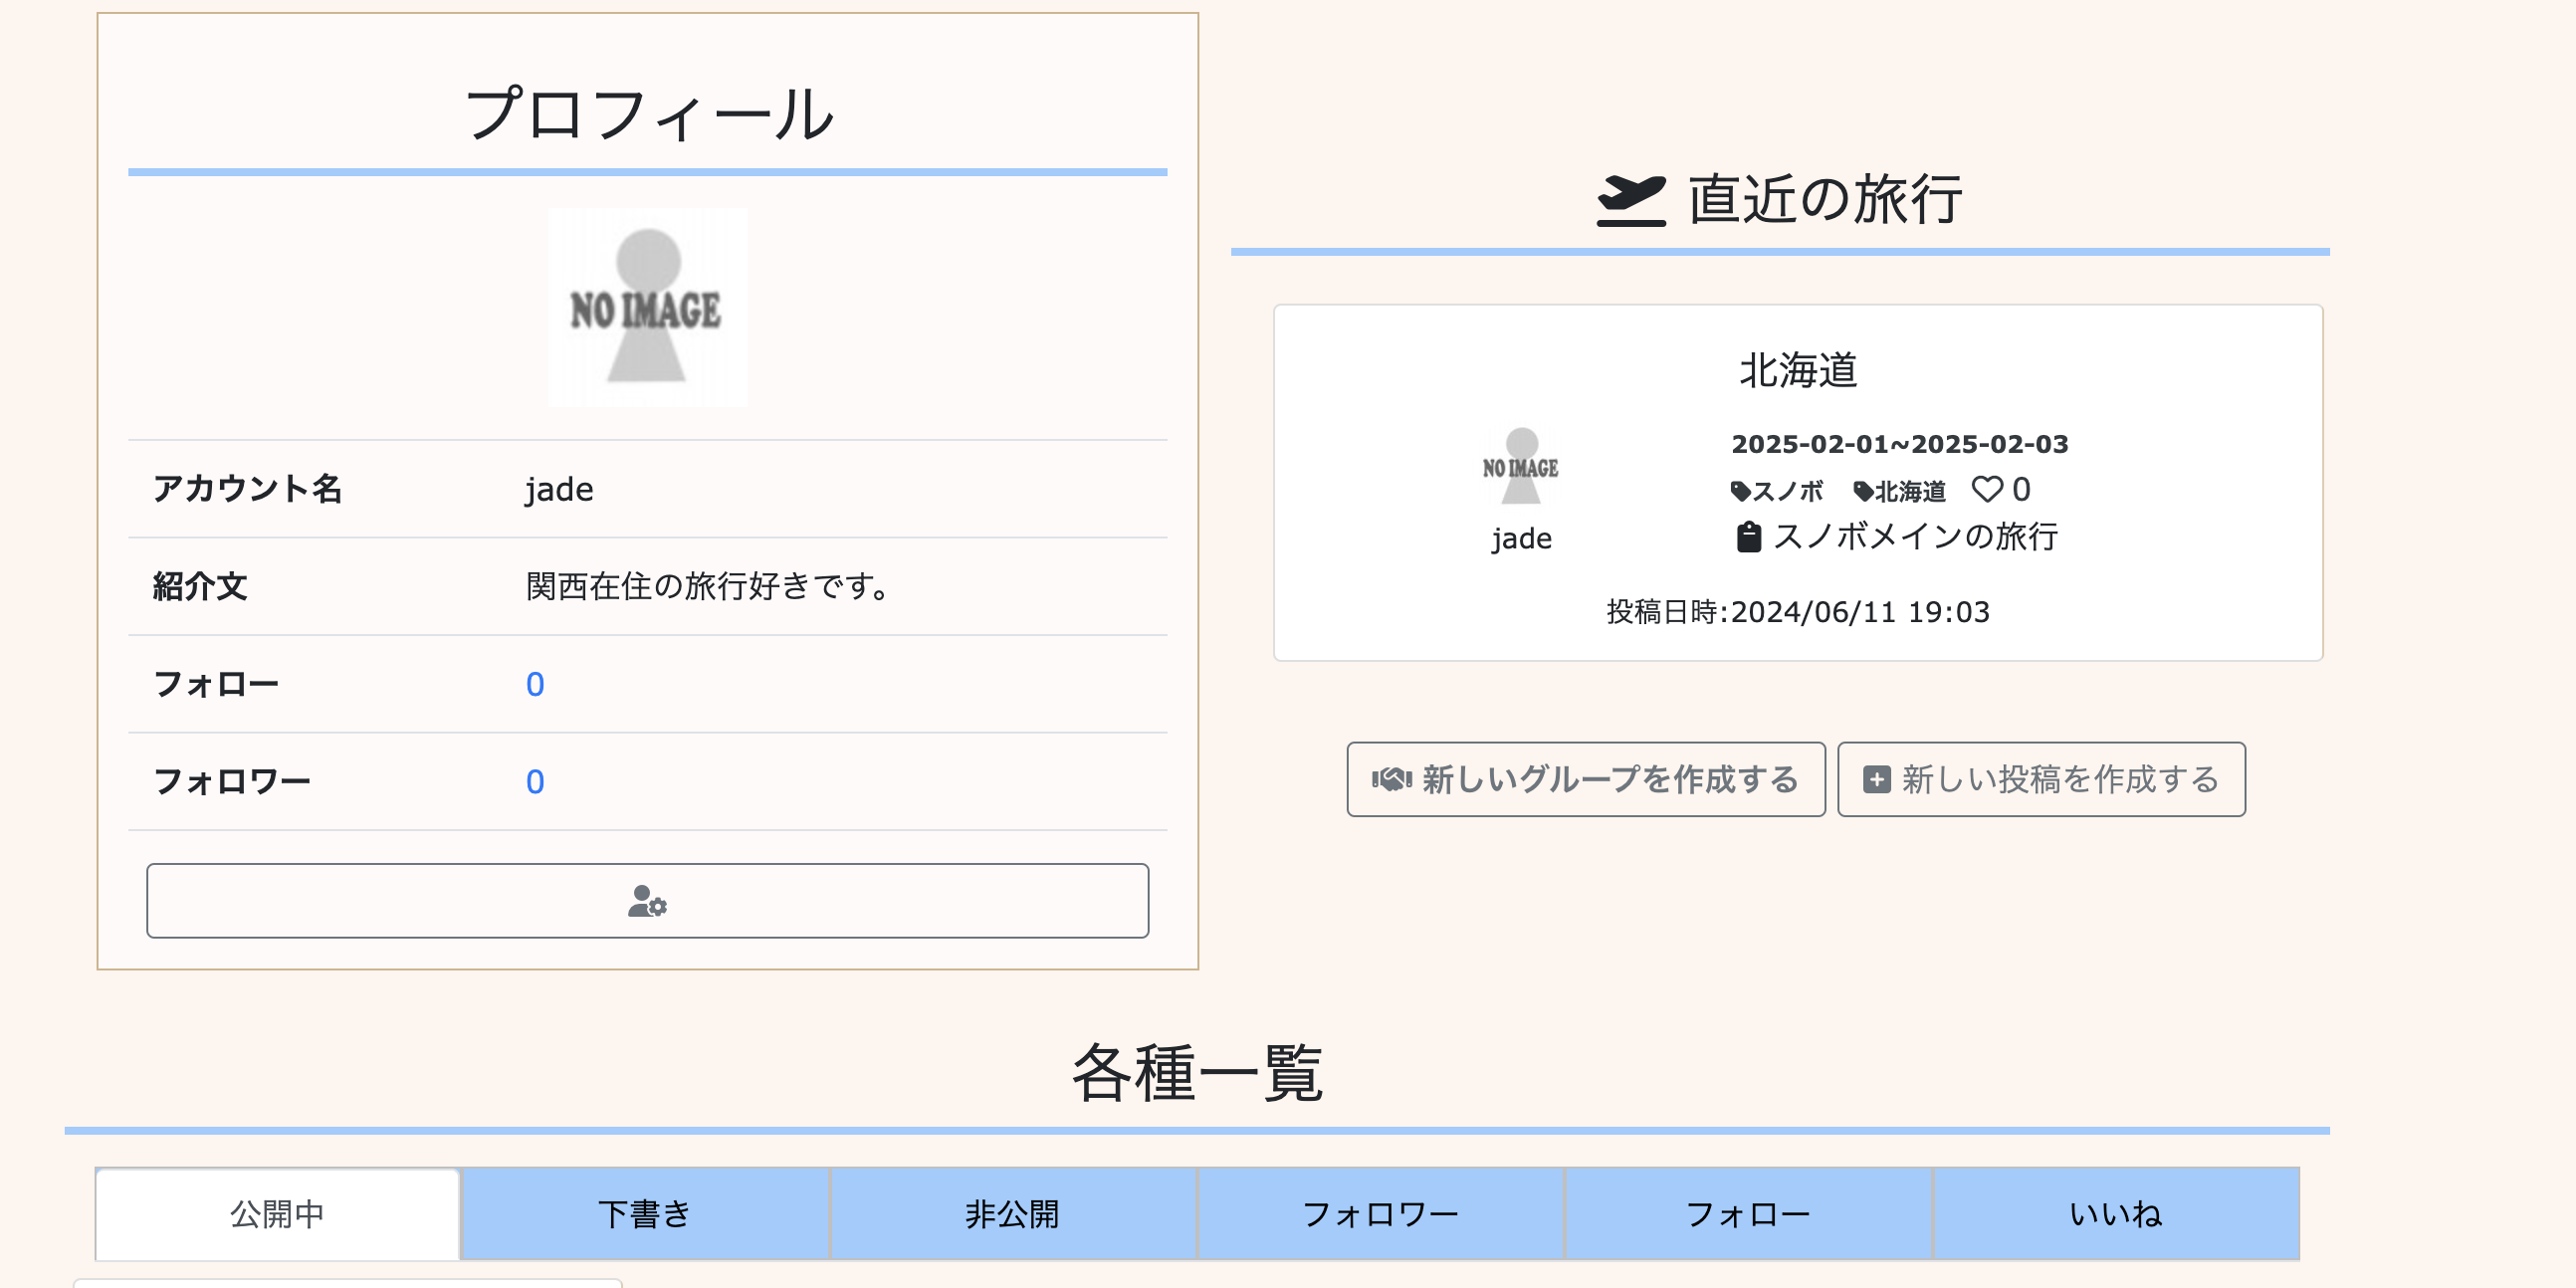 プロフィール
NO IMAGE
アカウント名 jade
紹介文 関西在住の旅行好きです。
フォロー 0
フォロワー 0
直近の旅行
北海道
NO IMAGE
jade
2025-02-01~2025-02-03
スノボ 北海道 0
スノボメインの旅行
投稿日時:2024/06/11 19:03
新しいグループを作成する 新しい投稿を作成する
各種一覧
公開中 下書き 非公開 フォロワー フォロー いいね